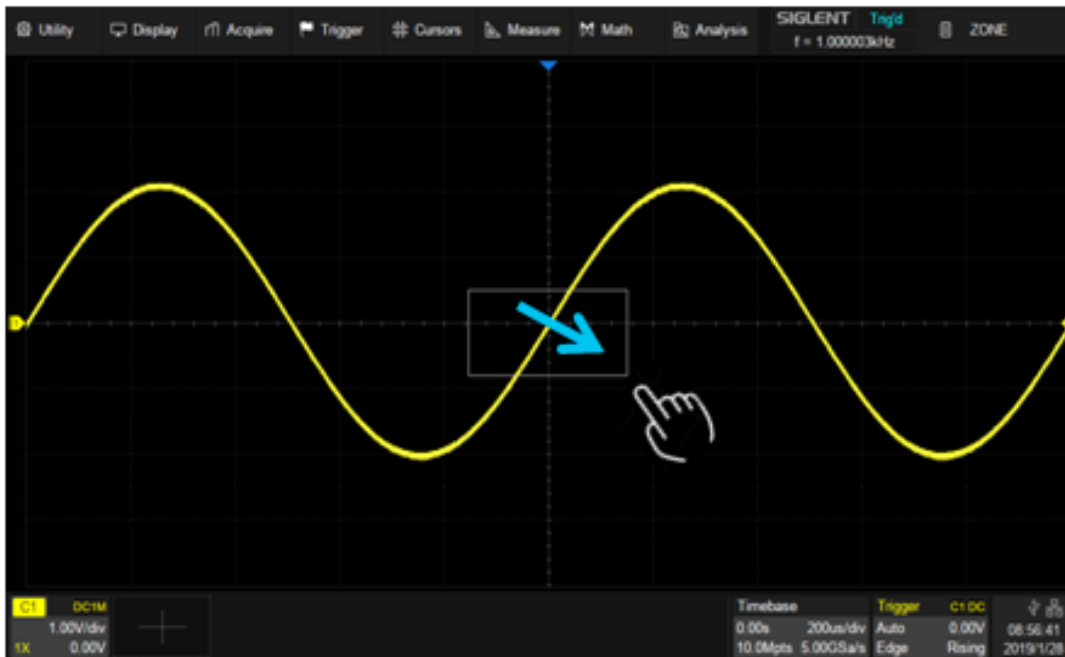 Utility Display Acquire Trigger Cursors Measure Math Analysis SIGLENT Trig'd ZONE
f = 1.000003kHz
C1 DC1M
1.00V/div
1X 0.00V
Timebase
0.00s 200us/div
10.0Mpts 5.00GSa/s
Trigger C1 DC
Auto 0.00V
Edge Rising
08:56:41
2019/1/28